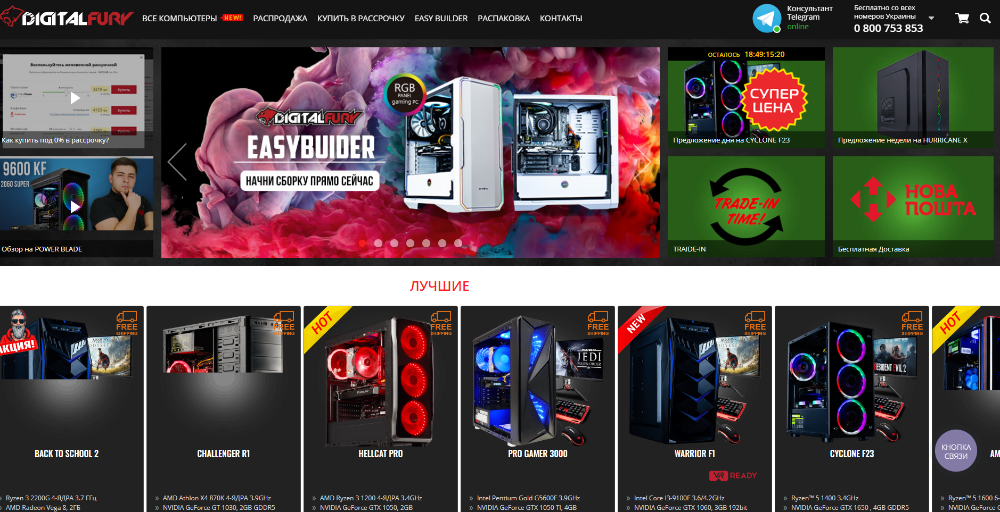 DIGITALFURY
ВСЕ КОМПЬЮТЕРЫ NEW! РАСПРОДАЖА КУПИТЬ В РАССРОЧКУ EASY BUILDER РАСПАКОВКА КОНТАКТЫ
Консультант
Telegram
online
Бесплатно со всех
номеров Украины
0 800 753 853
Воспользуйтесь мгновенной рассрочкой
3218 грн Купить
4123 грн Купить
1787 грн Купить
Как купить под 0% в рассрочку?
9600 KF
2060 SUPER
Обзор на POWER BLADE
RGB
PANEL
gaming PC
DIGITALFURY
EASYBUIDER
НАЧНИ СБОРКУ ПРЯМО СЕЙЧАС
ОСТАЛОСЬ 18:49:15:20
СУПЕР
ЦЕНА
Предложение дня на CYCLONE F23
Предложение недели на HURRICANE X
TRADE-IN
TIME!
TRAIDE-IN
НОВА
ПОШТА
Бесплатная Доставка
ЛУЧШИЕ
АКЦИЯ!
FREE
SHIPPING
ASSASSIN'S
ODYSSEY
BACK TO SCHOOL 2
» Ryzen 3 2200G 4-ЯДРА 3.7 ГГц
» AMD Radeon Vega 8, 2ГБ
FREE
SHIPPING
CHALLENGER R1
» AMD Athlon X4 870K 4-ЯДРА 3.9GHz
» NVIDIA GeForce GT 1030, 2GB GDDR5
HOT
FREE
SHIPPING
HELLCAT PRO
» AMD Ryzen 3 1200 4-ЯДРА 3.4GHz
» NVIDIA GeForce GTX 1050, 2GB
FREE
SHIPPING
STAR WARS
JEDI
FALLEN ORDER
PRO GAMER 3000
» Intel Pentium Gold G5600F 3.9GHz
» NVIDIA GeForce GTX 1050 TI, 4GB
NEW
FREE
SHIPPING
ODYSSEY
WARRIOR F1
VR READY
» Intel Core I3-9100F 3.6/4.2GHz
» NVIDIA GeForce GTX 1060, 3GB 192bit
FREE
SHIPPING
RESIDENT EVIL 2
CYCLONE F23
» Ryzen™ 5 1400 3.4GHz
» NVIDIA GeForce GTX 1650 , 4GB GDDR5
HOT
КНОПКА
СВЯЗИ
AM
» Ryzen™ 5 1600 6-
» NVIDIA GeForce G